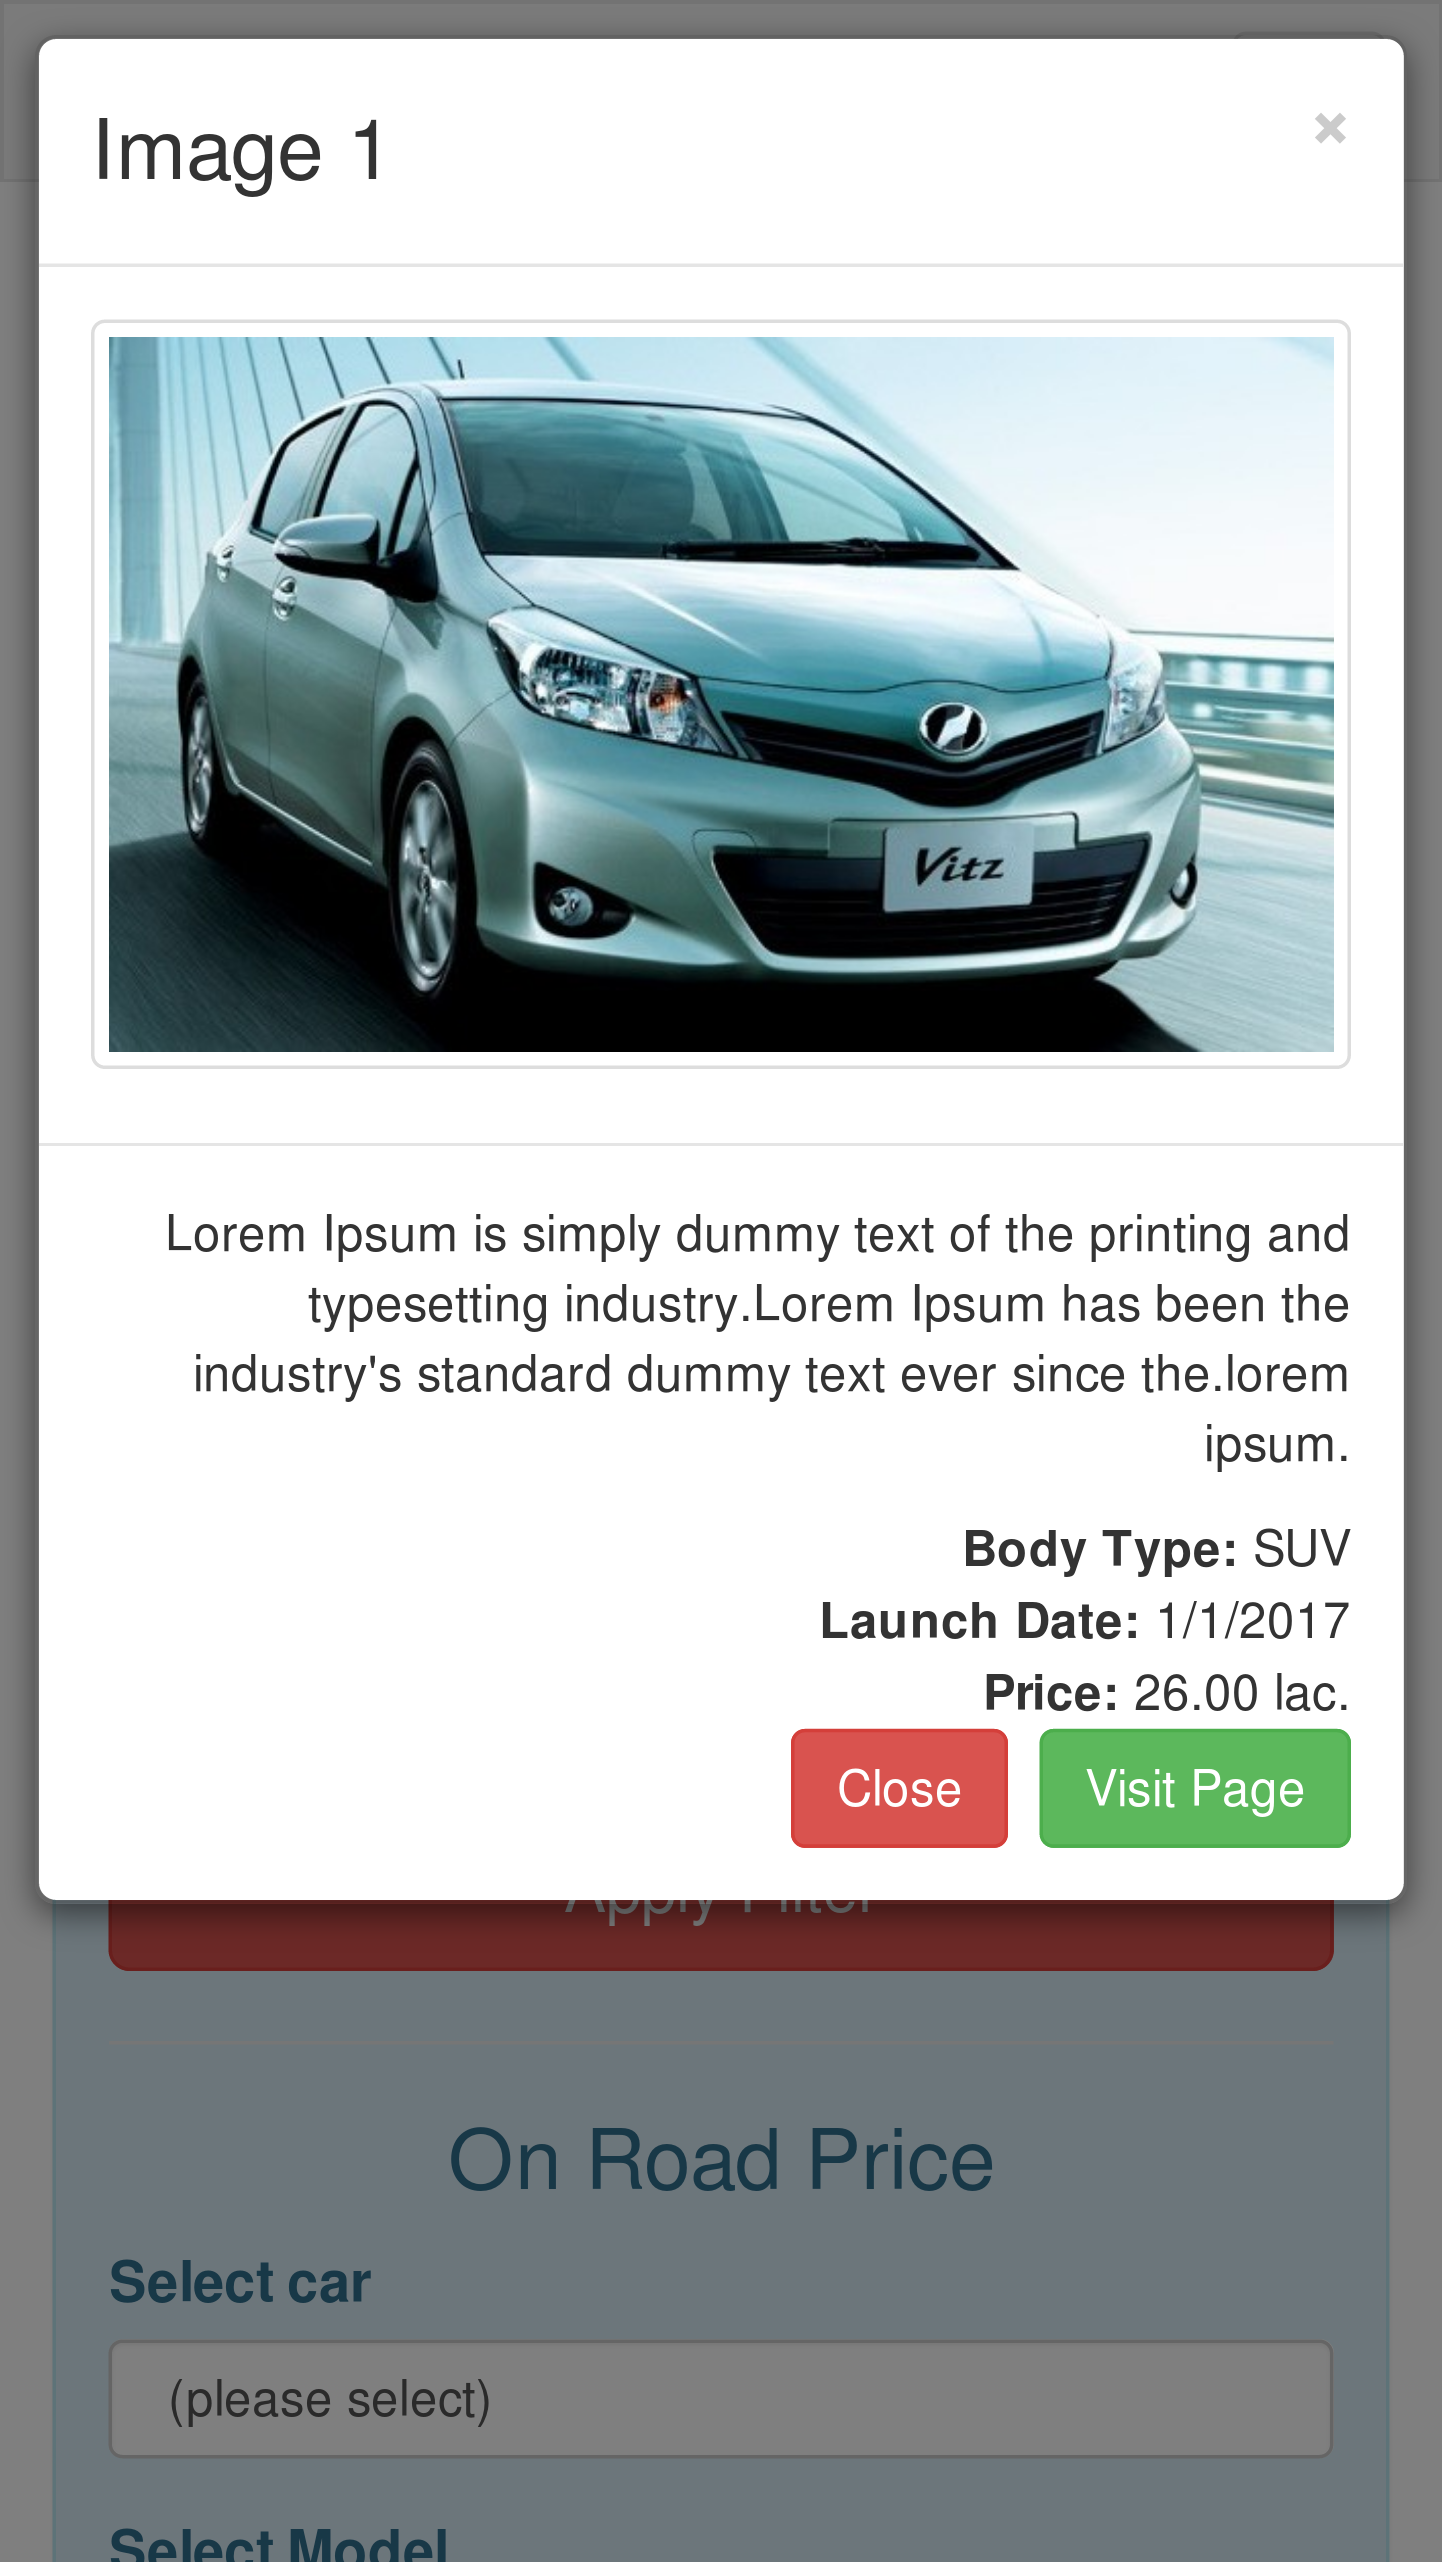 Image 1
×
Vitz
Lorem Ipsum is simply dummy text of the printing and
typesetting industry.Lorem Ipsum has been the
industry's standard dummy text ever since the.lorem
ipsum.
Body Type: SUV
Launch Date: 1/1/2017
Price: 26.00 lac.
Close Visit Page
Apply Filter
On Road Price
Select car
(please select)
Select Model